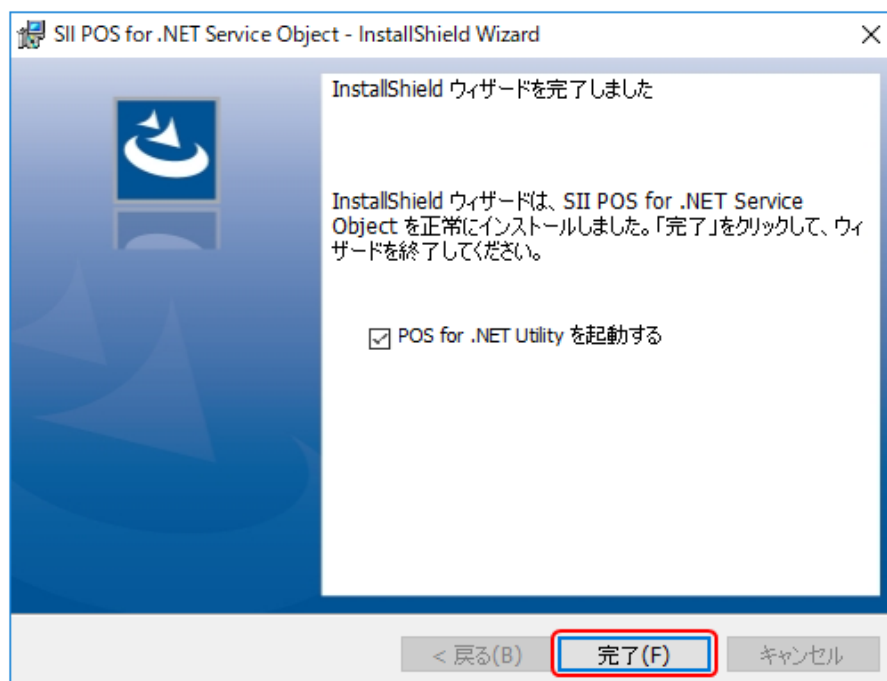 SII POS for .NET Service Object - InstallShield Wizard
InstallShield ウィザードを完了しました
InstallShield ウィザードは、SII POS for .NET Service
Object を正常にインストールしました。「完了」をクリックして、ウィ
ザードを終了してください。
POS for .NET Utility を起動する
< 戻る(B)
完了(F)
キャンセル